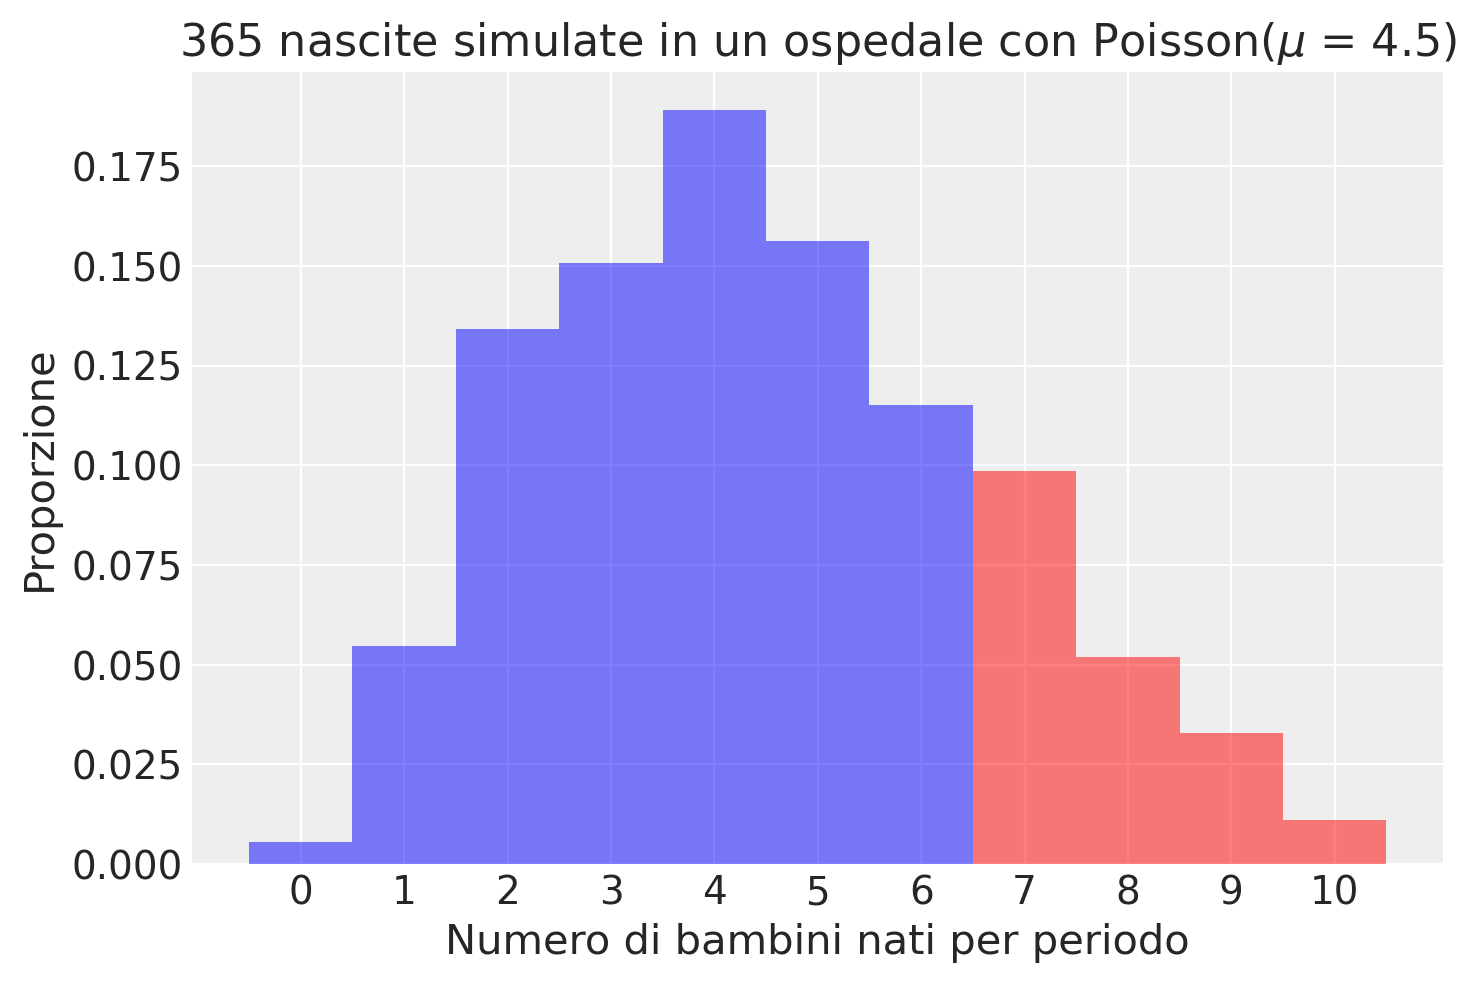 365 nascite simulate in un ospedale con Poisson(μ = 4.5)
0.175
0.150
0.125
0.100
0.075
0.050
0.025
0.000
Proporzione
0 1 2 3 4 5 6 7 8 9 10
Numero di bambini nati per periodo